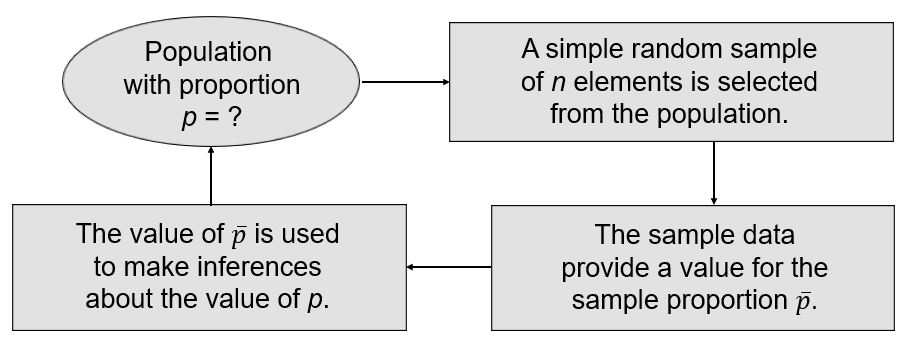 Population
with proportion
p = ?
A simple random sample
of n elements is selected
from the population.
The sample data
provide a value for the
sample proportion p̄.
The value of p̄ is used
to make inferences
about the value of p.